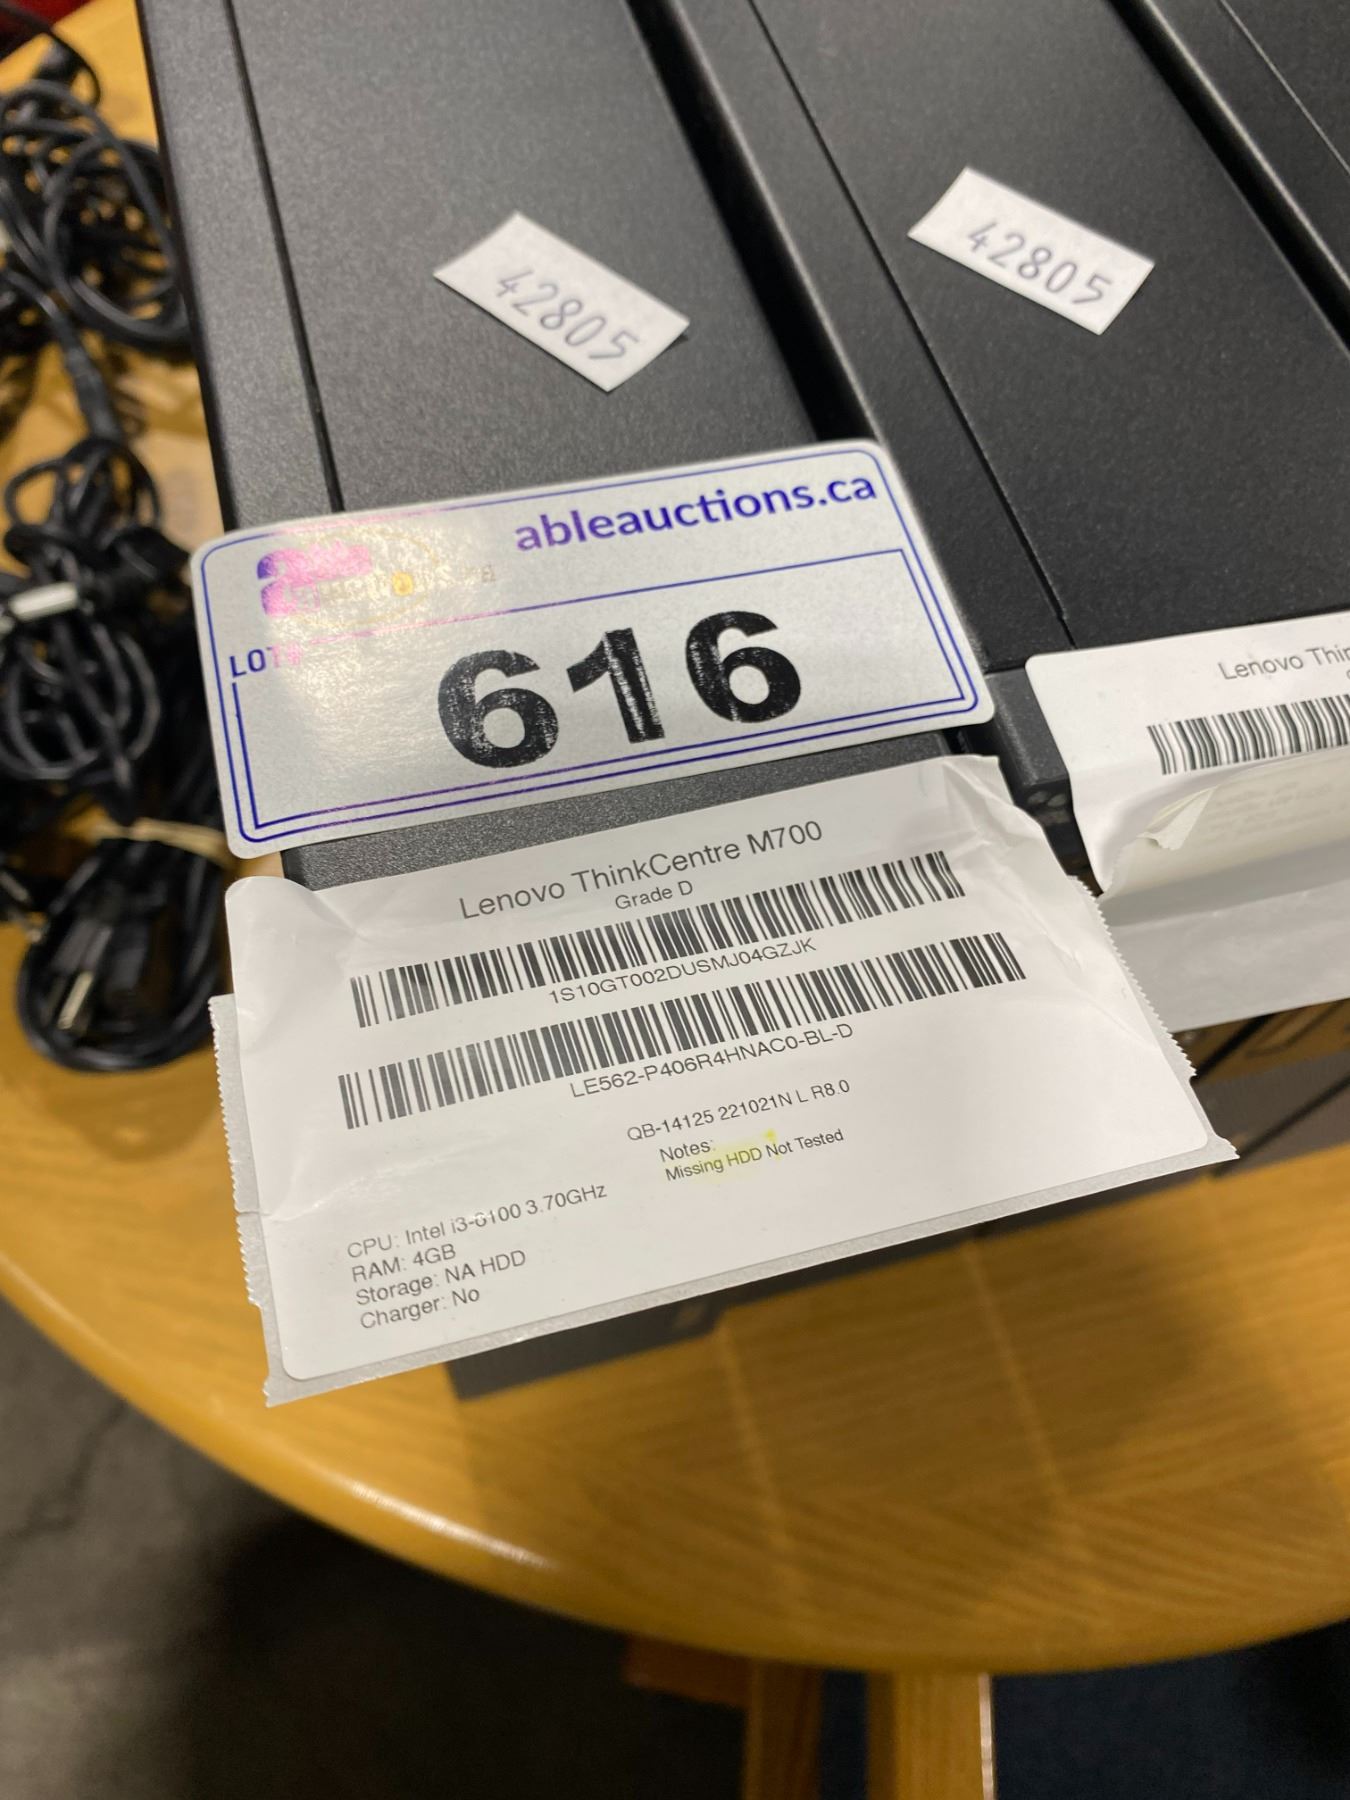 42805
42805
ableauctions.ca
LOT#
616
Lenovo ThinkCentre M700
Grade D
1S10GT002DUSMJ04GZJK
LE562-P406R4HNAC0-BL-D
QB-14125 221021N L R8.0
Notes:
Missing HDD Not Tested
CPU: Intel i3-6100 3.70GHz
RAM: 4GB
Storage: NA HDD
Charger: No
Lenovo Thin